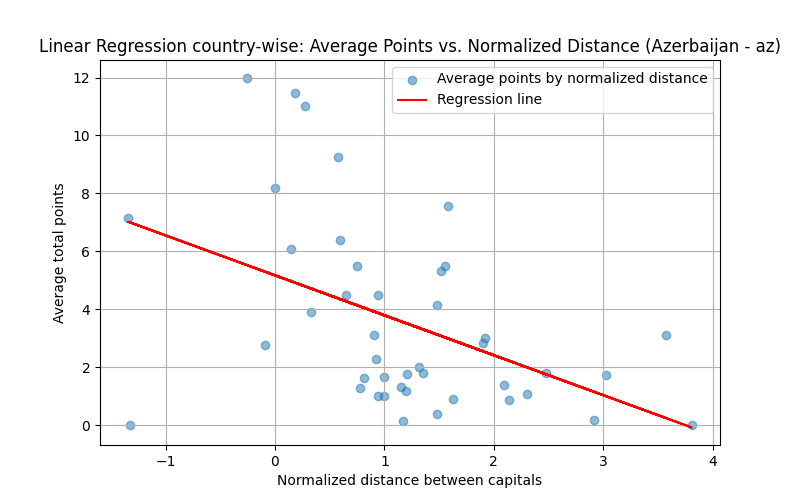 Linear Regression country-wise: Average Points vs. Normalized Distance (Azerbaijan - az)
Average points by normalized distance
Regression line
Average total points
12
10
8
6
4
2
0
−1
0
1
2
3
4
Normalized distance between capitals